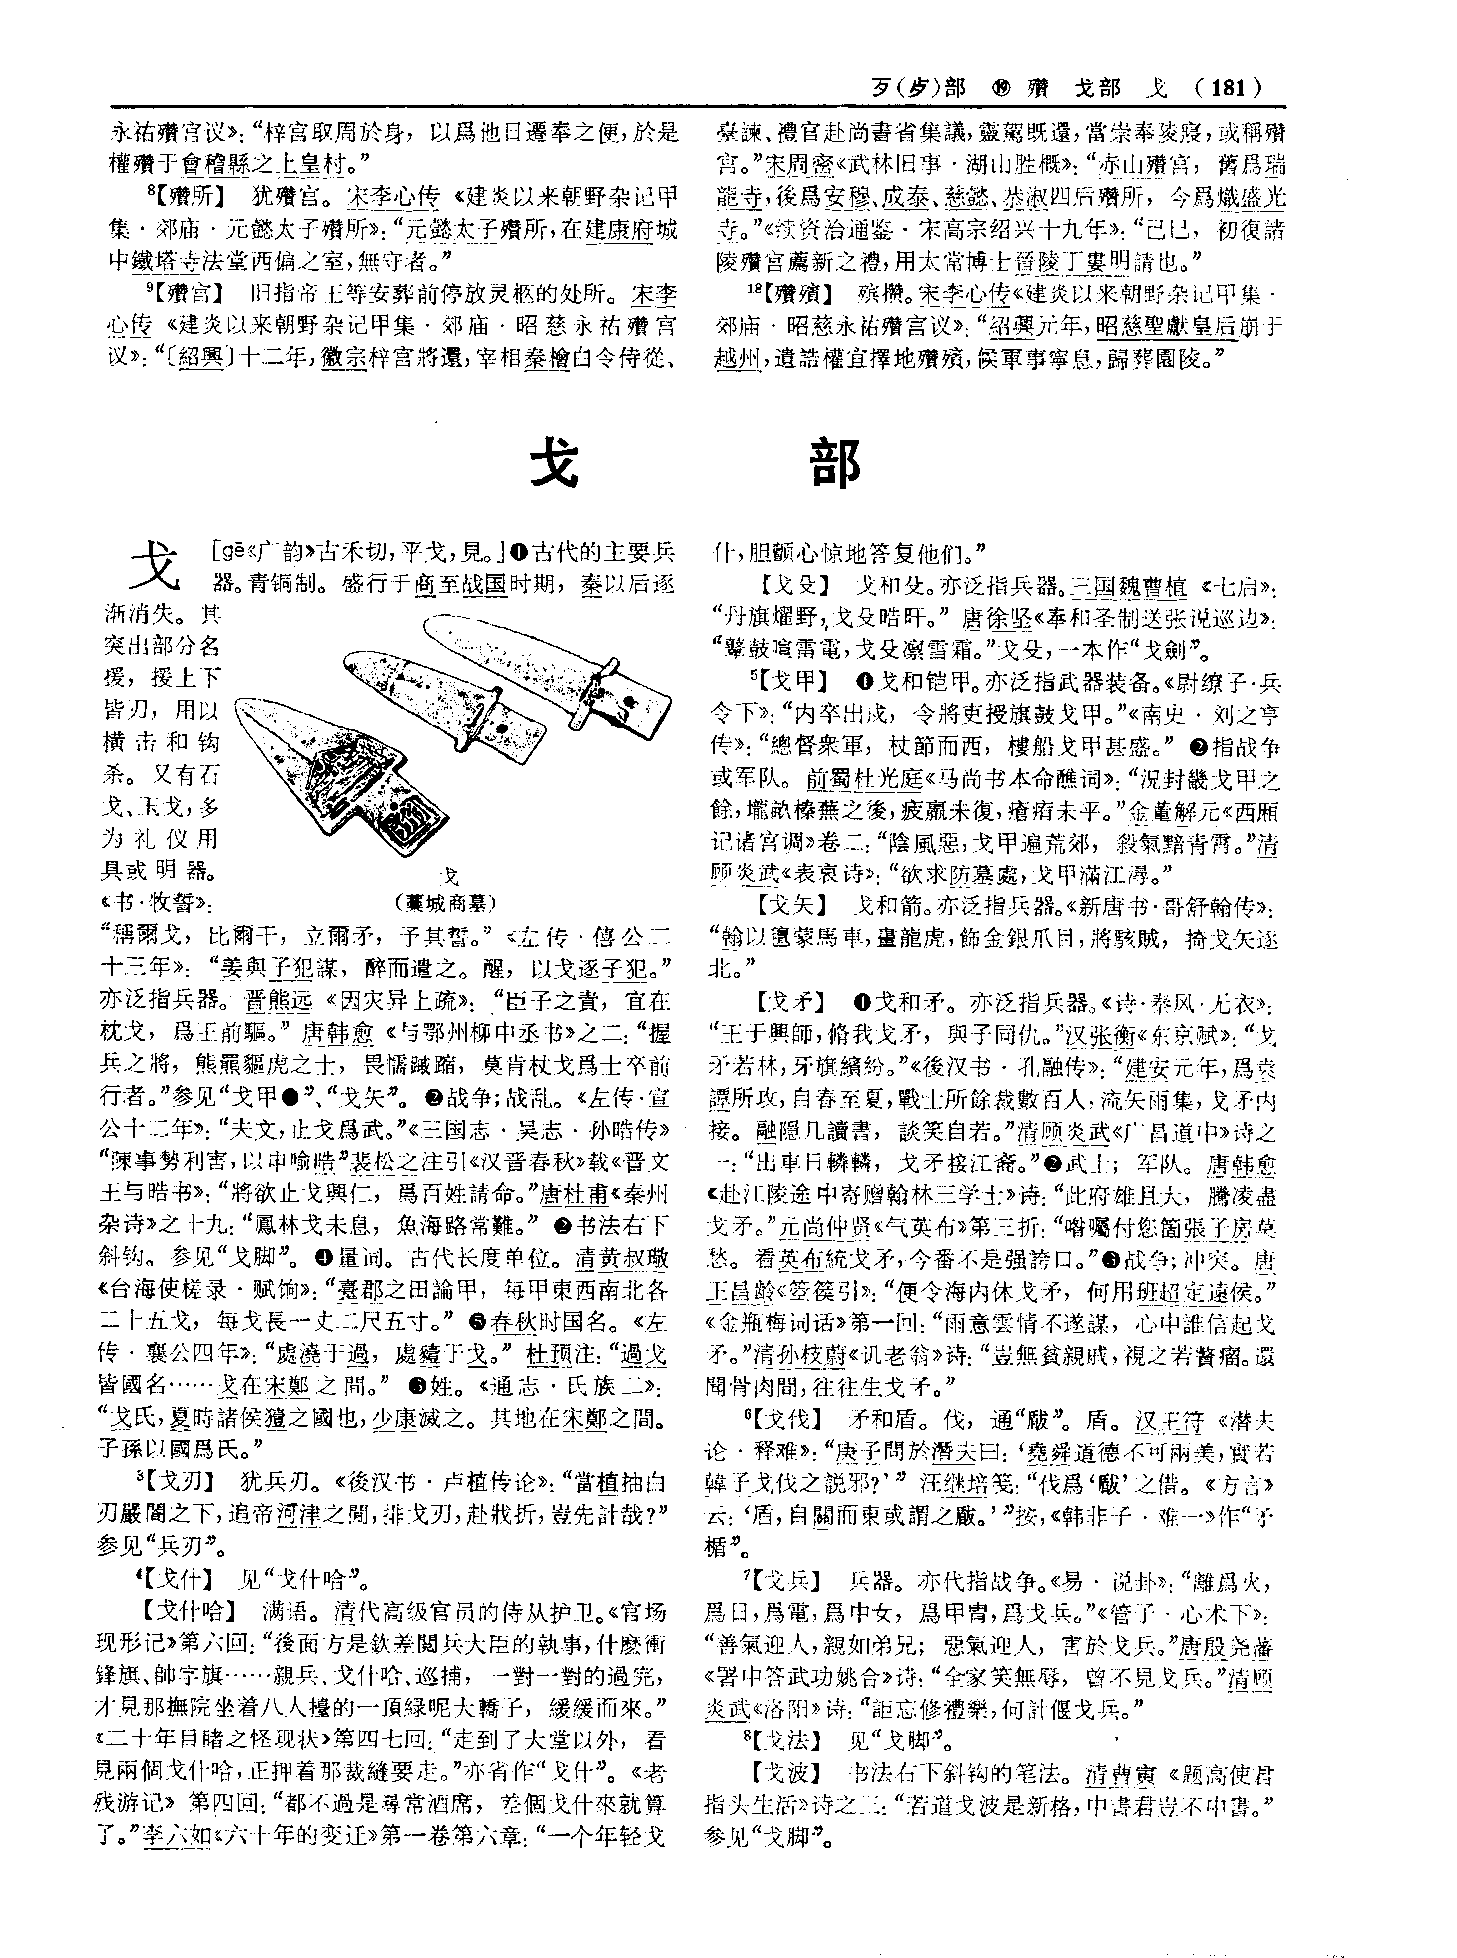 歹(歺)部 ⑲ 殯 戈部 戈 (181)
永祐欑宫议》：“梓宫取周於身，以爲他日遷奉之便，於是
權欑于會稽縣之上皇村。”
⁸【欑所】 犹欑宫。宋李心传《建炎以来朝野杂记甲
集·郊庙·元懿太子欑所》：“元懿太子欑所，在建康府城
中鐵塔寺法堂西偏之室，無守者。”
⁹【欑宫】 旧指帝王等安葬前停放灵柩的处所。宋李
心传《建炎以来朝野杂记甲集·郊庙·昭慈永祐欑宫
议》：“〔紹興〕十二年，徽宗梓宫將還，宰相秦檜白令侍從、
臺諫、禮官赴尚書省集議，靈駕既還，當崇奉陵寢，或稱欑
宫。”宋周密《武林旧事·湖山胜概》：“赤山欑宫，舊爲瑞
龍寺，後爲安穆、成泰、慈懿、恭淑四后欑所，今爲熾盛光
寺。”《续资治通鉴·宋高宗绍兴十九年》：“己巳，初復諸
陵欑宫薦新之禮，用太常博士晉陵丁婁明請也。”
¹⁸【欑殯】 殡攒。宋李心传《建炎以来朝野杂记甲集·
郊庙·昭慈永祐欑宫议》：“紹興元年，昭慈聖獻皇后崩于
越州，遺誥權宜擇地欑殯，候軍事寧息，歸葬園陵。”
戈 部
戈 [gē《广韵》古禾切，平戈，見。]❶古代的主要兵
器。青铜制。盛行于商至战国时期，秦以后逐
渐消失。其
突出部分名
援，援上下
皆刃，用以
横击和钩
杀。又有石
戈、玉戈，多
为礼仪用
具或明器。
《书·牧誓》：
戈
（藁城商墓）
“稱爾戈，比爾干，立爾矛，予其誓。”《左传·僖公二
十三年》：“姜與子犯謀，醉而遣之。醒，以戈逐子犯。”
亦泛指兵器。晋熊远《因灾异上疏》：“臣子之責，宜在
枕戈，爲王前驅。”唐韩愈《与鄂州柳中丞书》之二：“握
兵之將，熊羆貙虎之士，畏懦蹴蹜，莫肯杖戈爲士卒前
行者。”参见“戈甲●”、“戈矢”。❷战争；战乱。《左传·宣
公十二年》：“夫文，止戈爲武。”《三国志·吴志·孙晧传》
“陳事勢利害，以申喻晧”裴松之注引《汉晋春秋》载《晋文
王与晧书》：“將欲止戈興仁，爲百姓請命。”唐杜甫《秦州
杂诗》之十九：“鳳林戈未息，魚海路常難。”❷书法右下
斜钩。参见“戈脚”。❹量词。古代长度单位。清黄叔璥
《台海使槎录·赋饷》：“臺郡之田論甲，每甲東西南北各
二十五戈，每戈長一丈二尺五寸。”❺春秋时国名。《左
传·襄公四年》：“處澆于過，處豷于戈。”杜预注：“過戈
皆國名……戈在宋鄭之間。”❻姓。《通志·氏族二》：
“戈氏，夏時諸侯豷之國也，少康滅之。其地在宋鄭之間。
子孫以國爲氏。”
³【戈刃】 犹兵刃。《後汉书·卢植传论》：“當植抽白
刃嚴閤之下，追帝河津之間，排戈刃，赴戕折，豈先計哉？”
参见“兵刃”。
⁴【戈什】 见“戈什哈”。
【戈什哈】 满语。清代高级官员的侍从护卫。《官场
现形记》第六回：“後面方是欽差閱兵大臣的執事，什麽衝
鋒旗、帥字旗……親兵、戈什哈、巡捕，一對一對的過完，
才見那撫院坐着八人擡的一頂緑呢大轎子，緩緩而來。”
《二十年目睹之怪现状》第四七回：“走到了大堂以外，看
見兩個戈什哈，正押着那裁縫要走。”亦省作“戈什”。《老
残游记》第四回：“都不過是尋常酒席，差個戈什來就算
了。”李六如《六十年的变迁》第一卷第六章：“一个年轻戈
什，胆颤心惊地答复他们。”
【戈殳】 戈和殳。亦泛指兵器。三国魏曹植《七启》：
“丹旗燿野，戈殳晧旰。”唐徐坚《奉和圣制送张说巡边》：
“鼙鼓喧雷電，戈殳凛雪霜。”戈殳，一本作“戈劍”。
⁵【戈甲】 ❶戈和铠甲。亦泛指武器装备。《尉缭子·兵
令下》：“内卒出戍，令將吏授旗鼓戈甲。”《南史·刘之亨
传》：“總督衆軍，杖節而西，樓船戈甲甚盛。”❷指战争
或军队。前蜀杜光庭《马尚书本命醮词》：“況封畿戈甲之
餘，壠畝榛蕪之後，疲羸未復，瘡痏未平。”金董解元《西厢
记诸宫调》卷二：“陰風惡，戈甲遍荒郊，殺氣黯青霄。”清
顾炎武《表哀诗》：“欲求防墓處，戈甲滿江潯。”
【戈矢】 戈和箭。亦泛指兵器。《新唐书·哥舒翰传》：
“翰以氊蒙馬車，畫龍虎，飾金銀爪目，將駭賊，掎戈矢逐
北。”
【戈矛】 ❶戈和矛。亦泛指兵器。《诗·秦风·无衣》：
“王于興師，脩我戈矛，與子同仇。”汉张衡《东京赋》：“戈
矛若林，牙旗繽紛。”《後汉书·孔融传》：“建安元年，爲袁
譚所攻，自春至夏，戰士所餘裁數百人，流矢雨集，戈矛内
接。融隱几讀書，談笑自若。”清顾炎武《广昌道中》诗之
一：“出車日轔轔，戈矛接江裔。”❷武士；军队。唐韩愈
《赴江陵途中寄赠翰林三学士》诗：“此府雄且大，騰凌盡
戈矛。”元尚仲贤《气英布》第三折：“囋囑付您箇張子房莫
愁。看英布統戈矛，今番不是强誇口。”❸战争；冲突。唐
王昌龄《箜篌引》：“便令海内休戈矛，何用班超定遠侯。”
《金瓶梅词话》第一回：“雨意雲情不遂謀，心中誰信起戈
矛。”清孙枝蔚《讥老翁》诗：“豈無貧親戚，視之若贅瘤。還
聞骨肉間，往往生戈矛。”
⁶【戈伐】 矛和盾。伐，通“瞂”。盾。汉王符《潜夫
论·释难》：“庚子問於潛夫曰：‘堯舜道德不可兩美，實若
韓子戈伐之説邪？’”汪继培笺：“伐爲‘瞂’之借。《方言》
云：‘盾，自關而東或謂之瞂。’”按，《韩非子·难一》作“矛
楯”。
⁷【戈兵】 兵器。亦代指战争。《易·说卦》：“離爲火，
爲日，爲電，爲中女，爲甲胄，爲戈兵。”《管子·心术下》：
“善氣迎人，親如弟兄；惡氣迎人，害於戈兵。”唐殷尧藩
《署中答武功姚合》诗：“全家笑無辱，曾不見戈兵。”清顾
炎武《洛阳》诗：“詎忘修禮樂，何計偃戈兵。”
⁸【戈法】 见“戈脚”。
【戈波】 书法右下斜钩的笔法。清曹寅《题高使君
指头生活》诗之二：“若道戈波是新格，中書君豈不中書。”
参见“戈脚”。